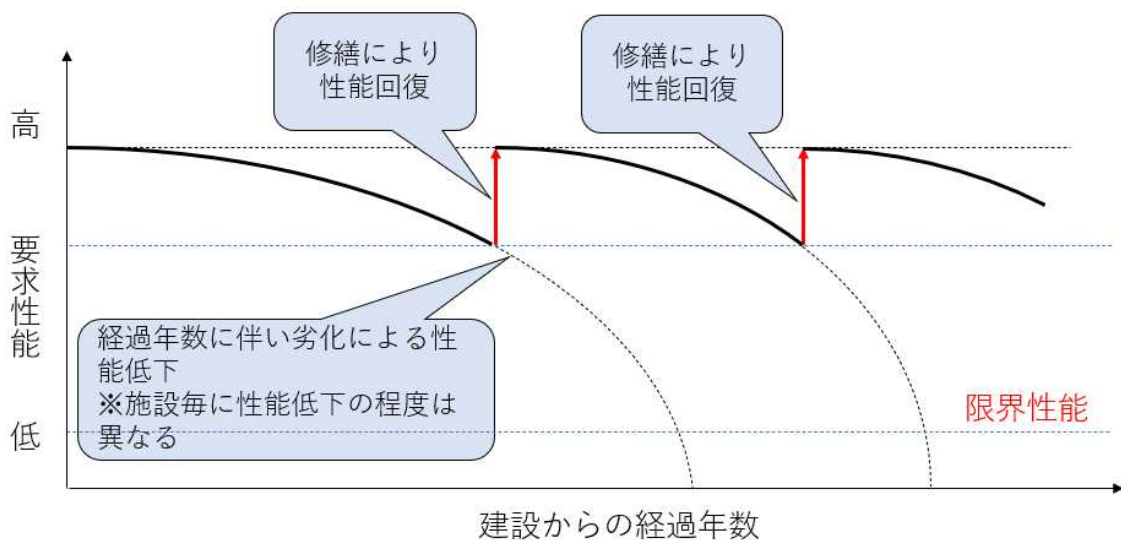 修繕により
性能回復
修繕により
性能回復
高
要求性能
経過年数に伴い劣化による性
能低下
※施設毎に性能低下の程度は
異なる
限界性能
低
建設からの経過年数